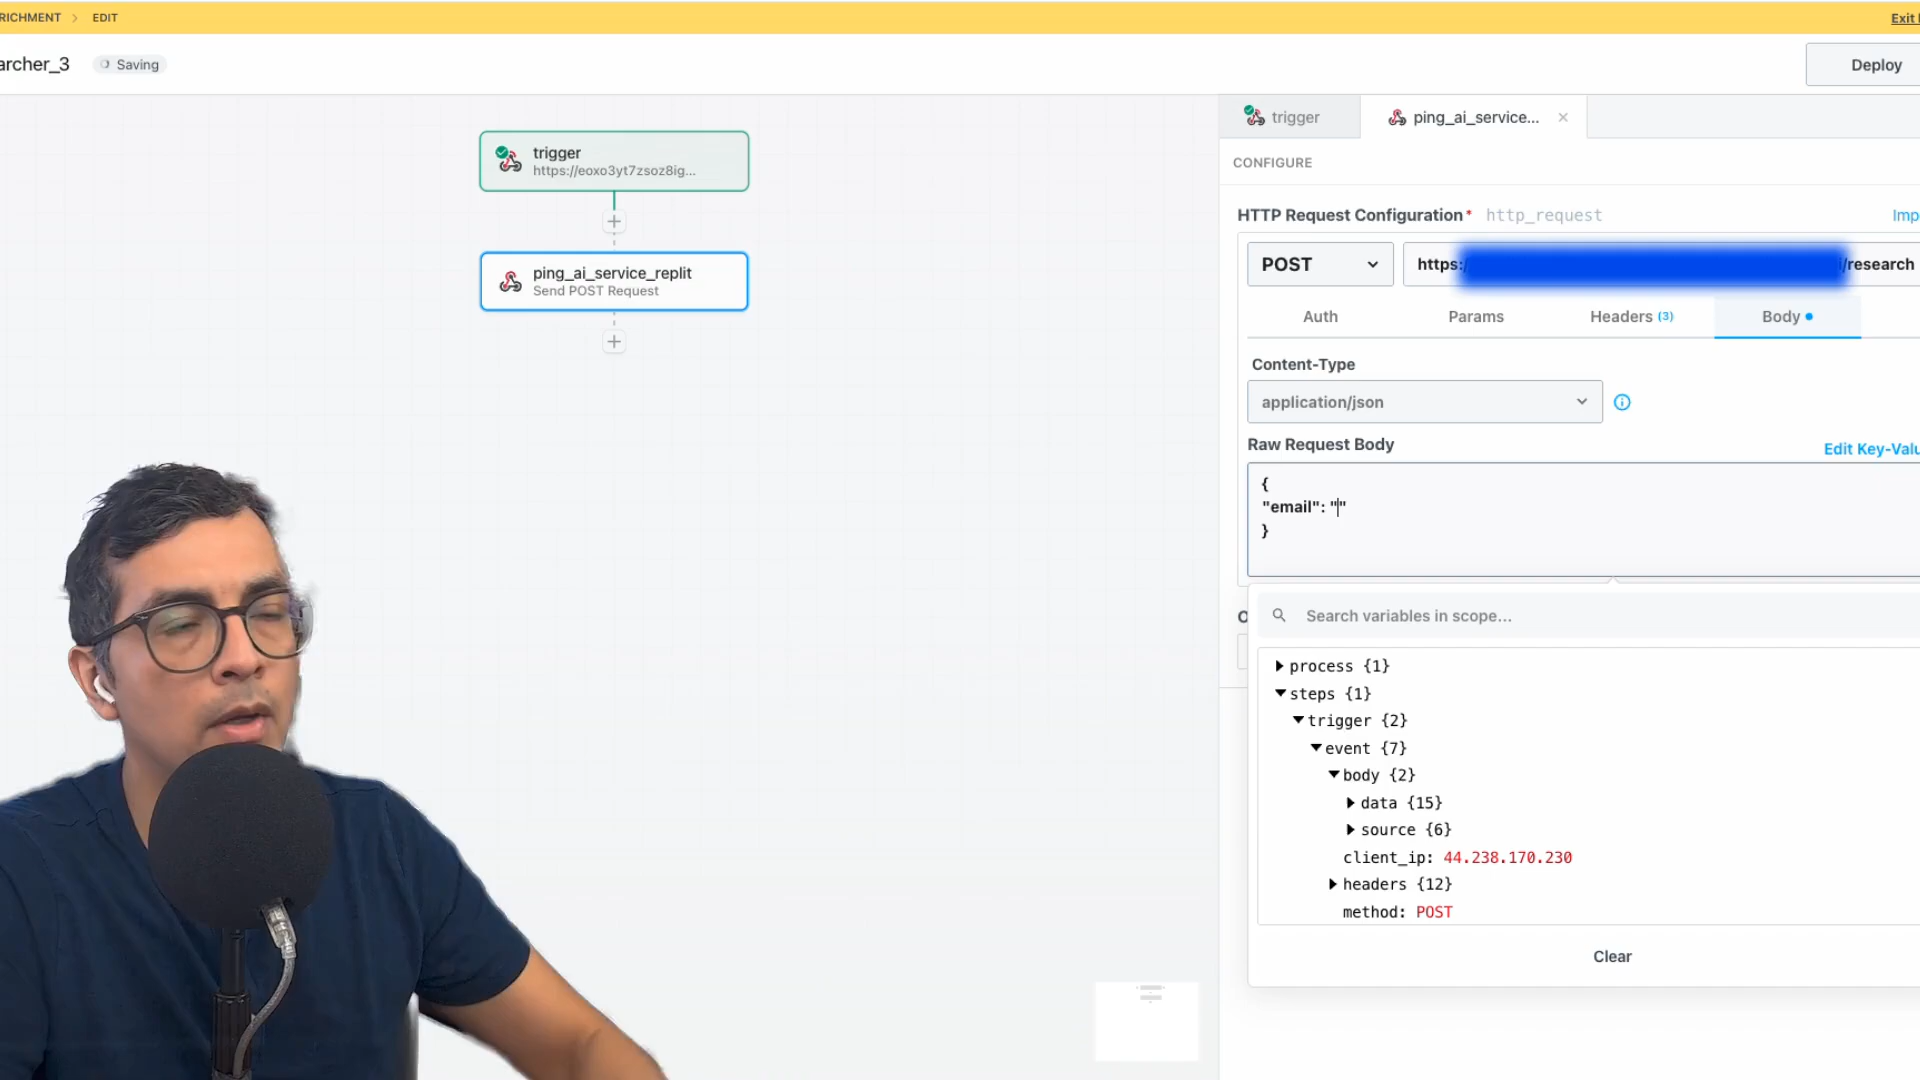 RICHMENT > EDIT
Exit
archer_3
Saving
Deploy
trigger
https://eoxo3yt7zsoz8ig...
ping_ai_service_replit
Send POST Request
trigger
ping_ai_service...
CONFIGURE
HTTP Request Configuration* http_request
Imp
POST
https:/
/research
Auth
Params
Headers (3)
Body
Content-Type
application/json
Raw Request Body
Edit Key-Valu
{
"email": ""
}
Search variables in scope...
process {1}
steps {1}
trigger {2}
event {7}
body {2}
data {15}
source {6}
client_ip: 44.238.170.230
headers {12}
method: POST
Clear